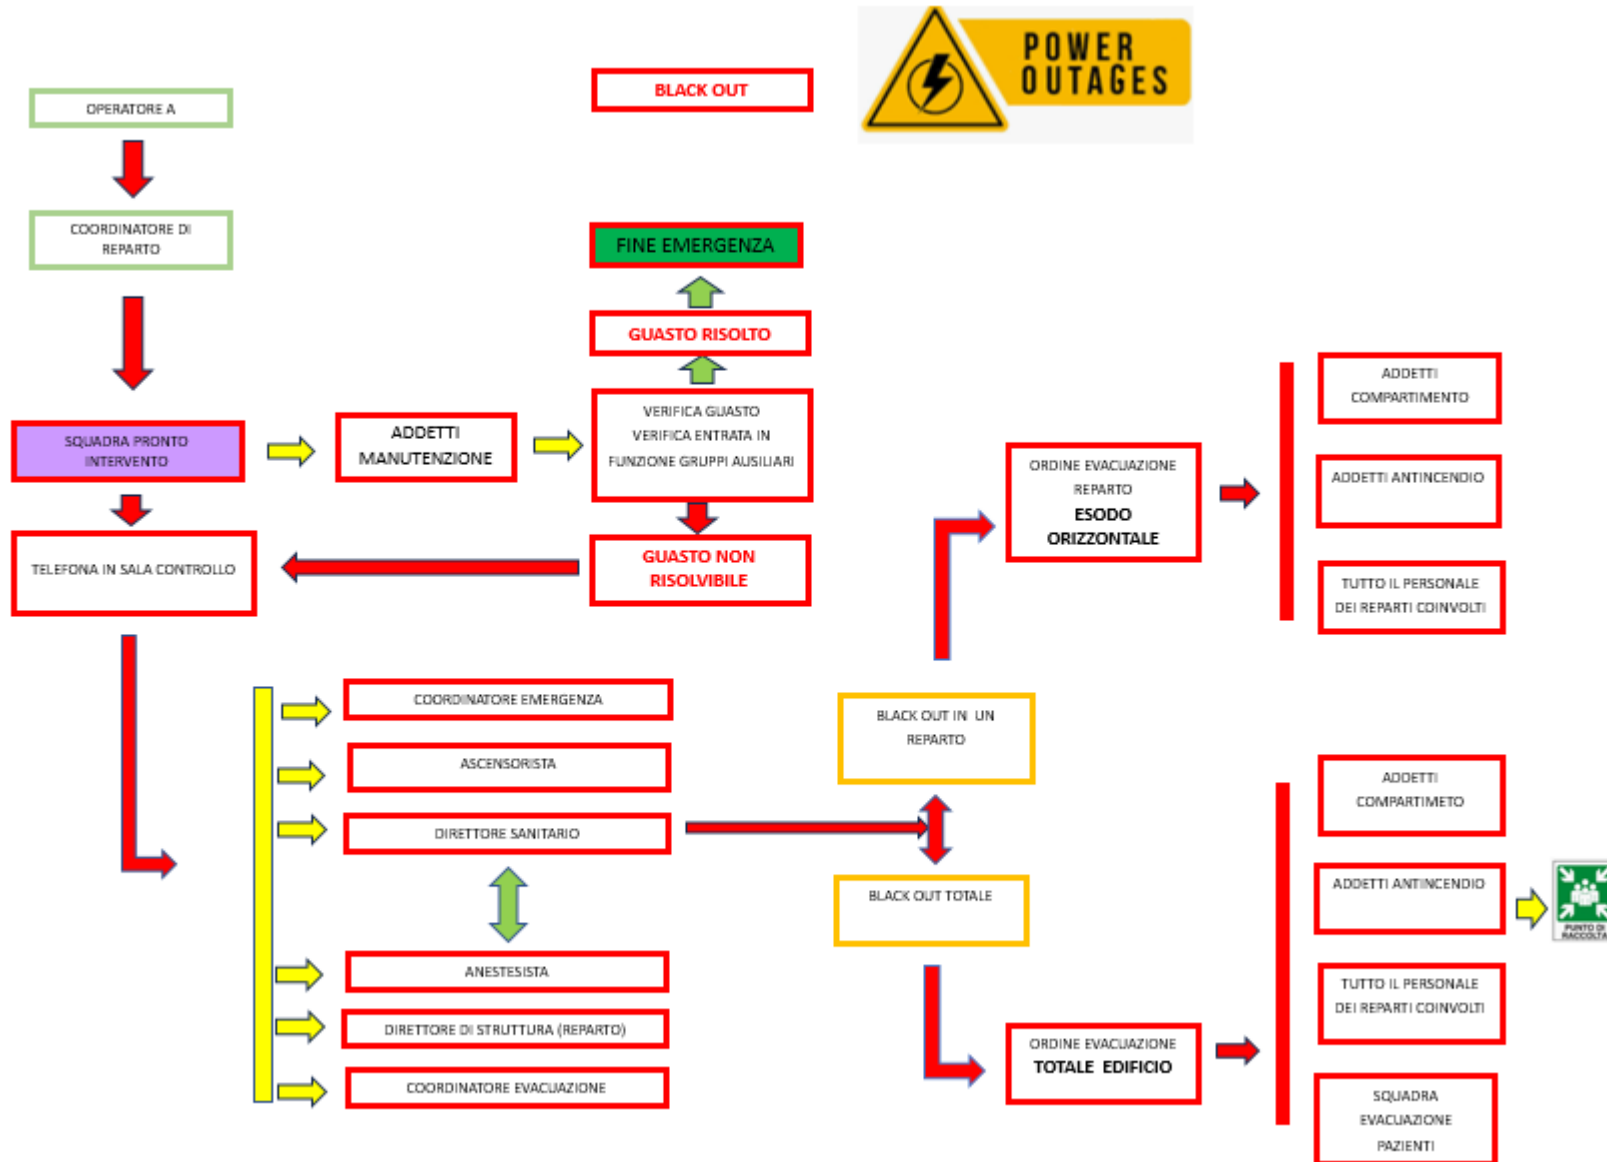 POWER
OUTAGES
BLACK OUT
OPERATORE A
COORDINATORE DI
REPARTO
FINE EMERGENZA
GUASTO RISOLTO
SQUADRA PRONTO
INTERVENTO
ADDETTI
MANUTENZIONE
VERIFICA GUASTO
VERIFICA ENTRATA IN
FUNZIONE GRUPPI AUSILIARI
TELEFONA IN SALA CONTROLLO
GUASTO NON
RISOLVIBILE
ORDINE EVACUAZIONE
REPARTO
ESODO
ORIZZONTALE
ADDETTI
COMPARTIMENTO
ADDETTI ANTINCENDIO
TUTTO IL PERSONALE
DEI REPARTI COINVOLTI
COORDINATORE EMERGENZA
ASCENSORISTA
DIRETTORE SANITARIO
ANESTESISTA
DIRETTORE DI STRUTTURA (REPARTO)
COORDINATORE EVACUAZIONE
BLACK OUT IN UN
REPARTO
BLACK OUT TOTALE
ORDINE EVACUAZIONE
TOTALE EDIFICIO
ADDETTI
COMPARTIMETO
ADDETTI ANTINCENDIO
PUNTO DI
RACCOLTA
TUTTO IL PERSONALE
DEI REPARTI COINVOLTI
SQUADRA
EVACUAZIONE
PAZIENTI